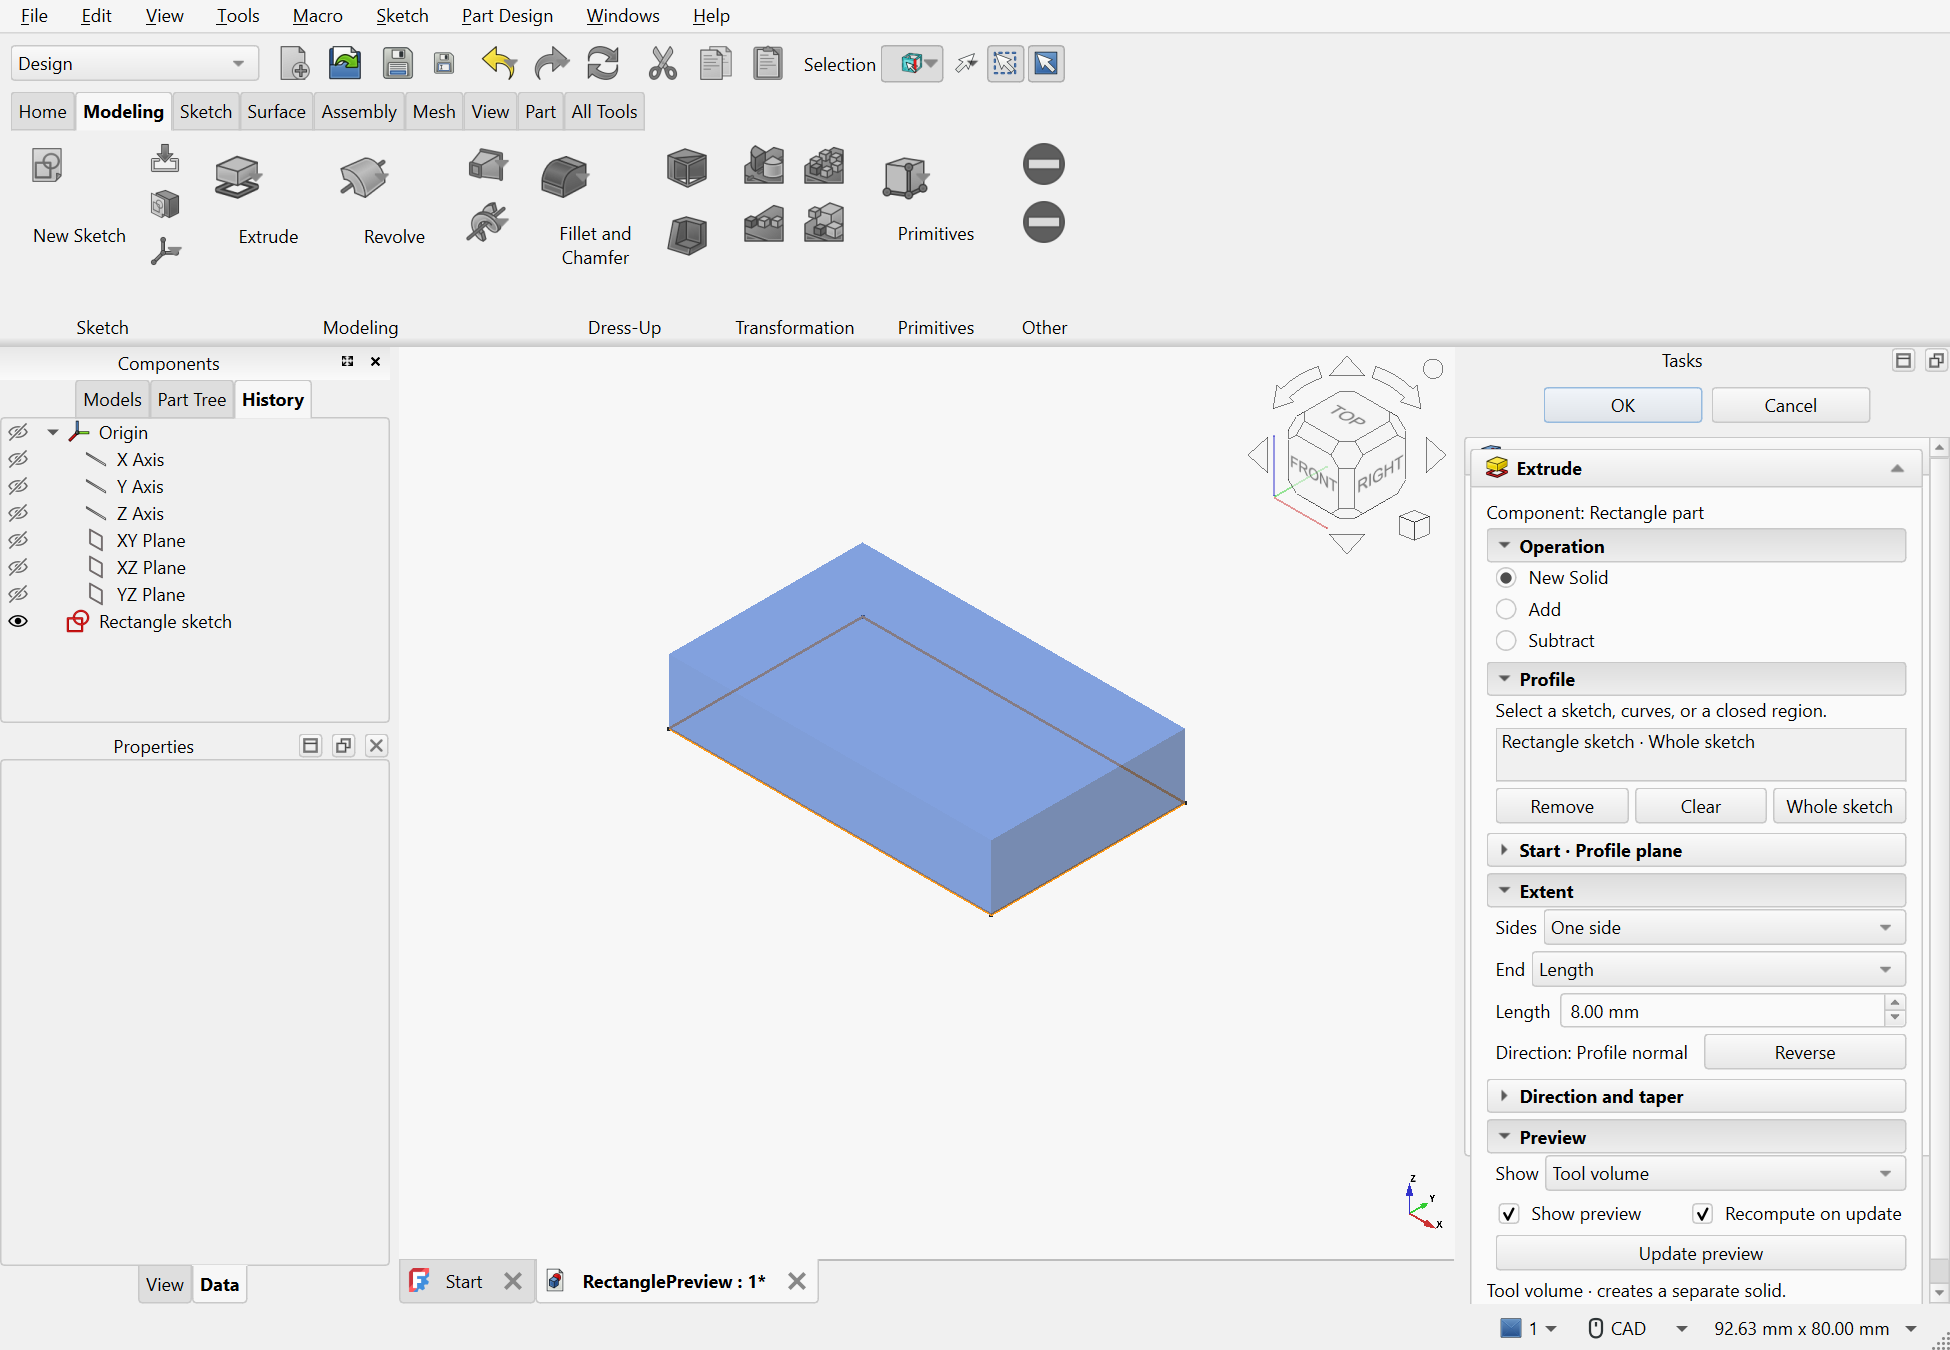 File Edit View Tools Macro Sketch Part Design Windows Help
Design Selection
Home Modeling Sketch Surface Assembly Mesh View Part All Tools
New Sketch Extrude Revolve Fillet and Chamfer Primitives
Sketch Modeling Dress-Up Transformation Primitives Other
Components
Models Part Tree History
Origin
X Axis
Y Axis
Z Axis
XY Plane
XZ Plane
YZ Plane
Rectangle sketch
Properties
View Data
TOP
FRONT RIGHT
Z
Y
X
Start RectanglePreview : 1*
Tasks
OK Cancel
Extrude
Component: Rectangle part
Operation
New Solid
Add
Subtract
Profile
Select a sketch, curves, or a closed region.
Rectangle sketch · Whole sketch
Remove Clear Whole sketch
Start · Profile plane
Extent
Sides One side
End Length
Length 8.00 mm
Direction: Profile normal Reverse
Direction and taper
Preview
Show Tool volume
Show preview Recompute on update
Update preview
Tool volume · creates a separate solid.
1 CAD 92.63 mm x 80.00 mm